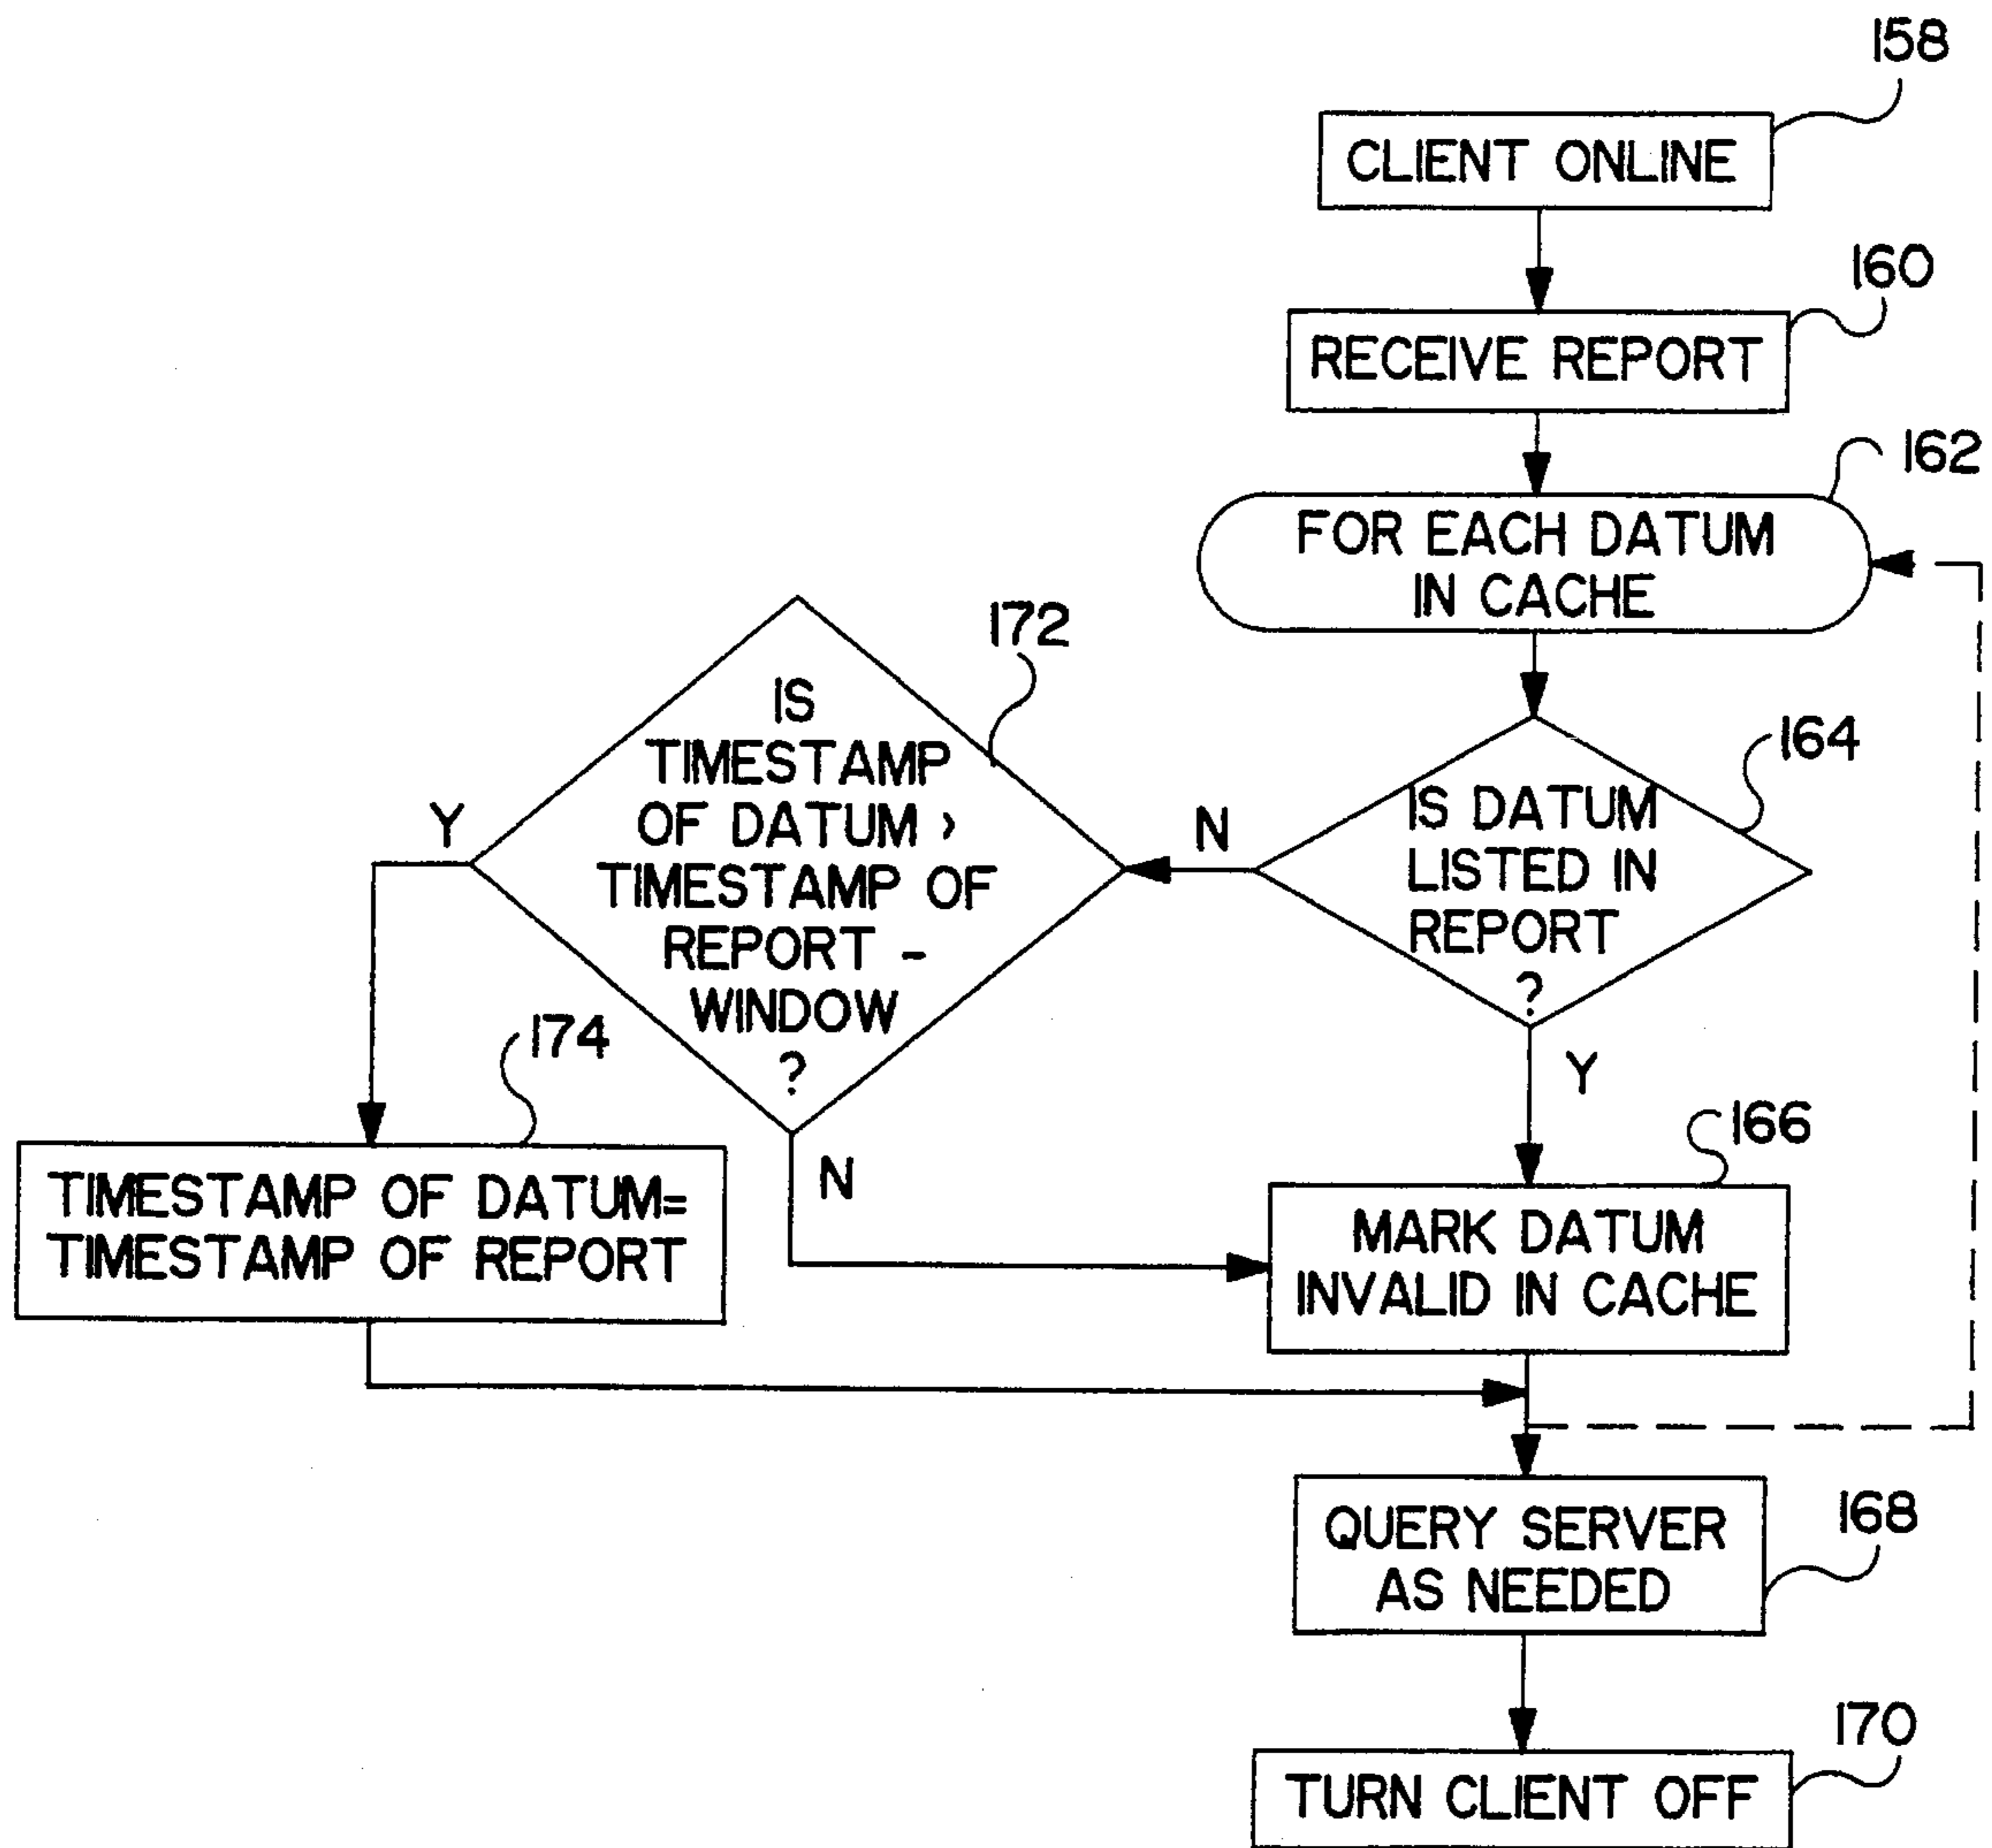 158
CLIENT ONLINE
160
RECEIVE REPORT
162
FOR EACH DATUM
IN CACHE
164
IS DATUM
LISTED IN
REPORT
?
N
Y
172
IS
TIMESTAMP
OF DATUM >
TIMESTAMP OF
REPORT -
WINDOW
?
Y
N
174
TIMESTAMP OF DATUM=
TIMESTAMP OF REPORT
166
MARK DATUM
INVALID IN CACHE
168
QUERY SERVER
AS NEEDED
170
TURN CLIENT OFF